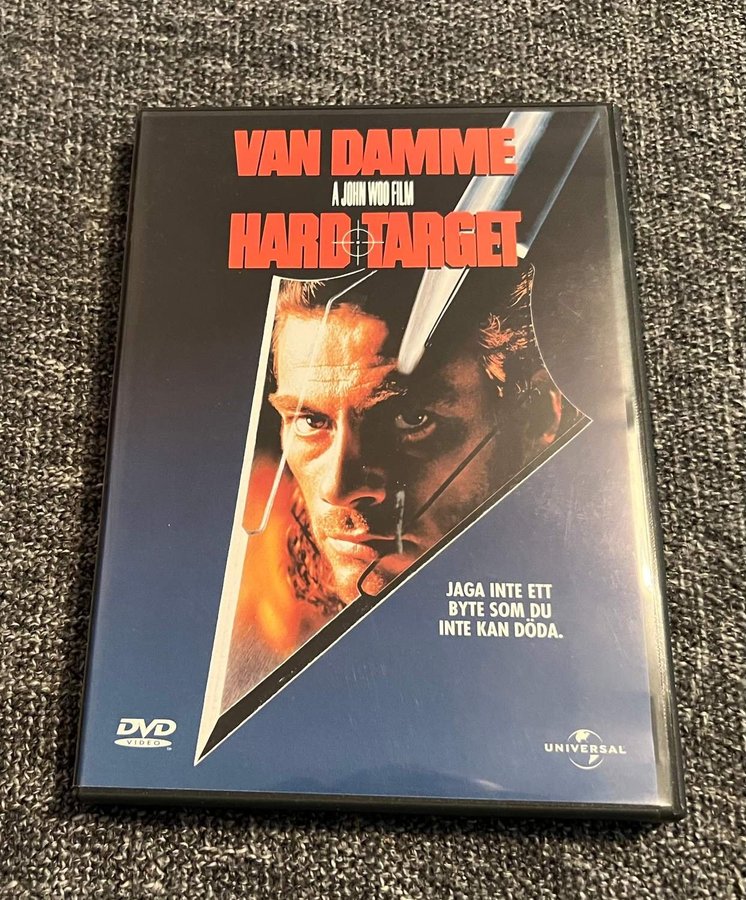 VAN DAMME
A JOHN WOO FILM
HARD TARGET
JAGA INTE ETT
BYTE SOM DU
INTE KAN DÖDA.
DVD
VIDEO
UNIVERSAL